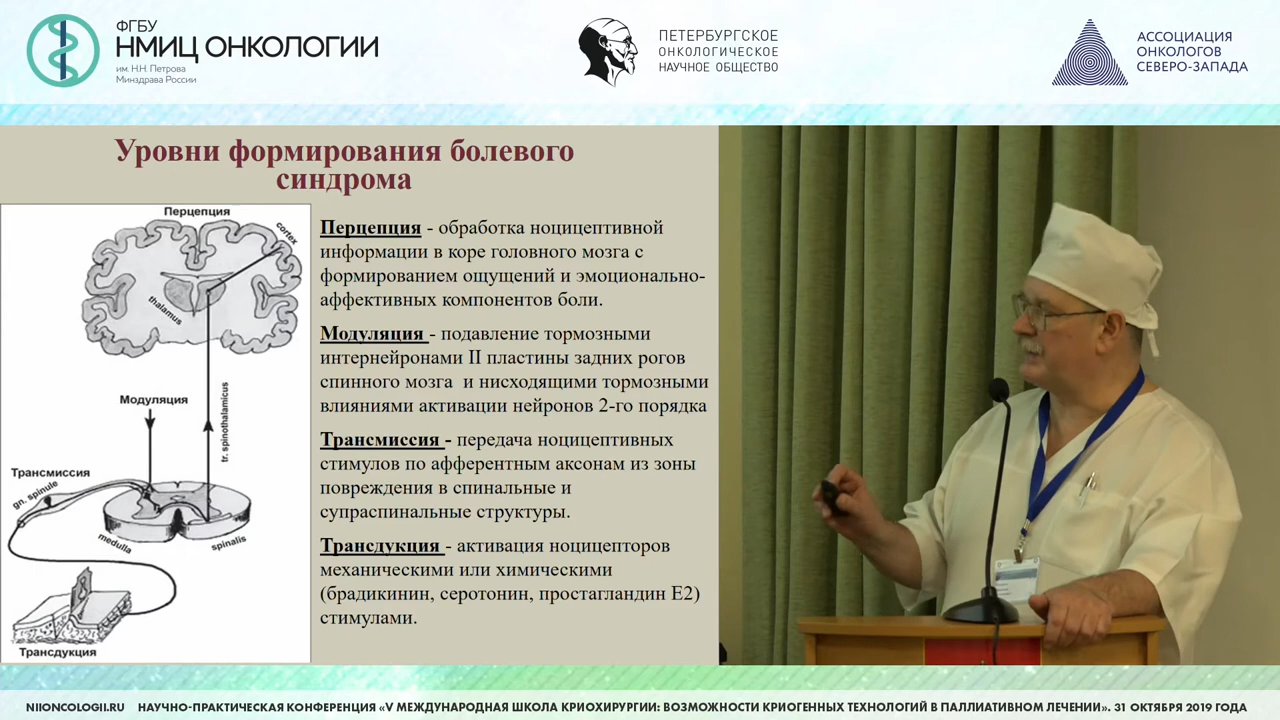 ФГБУ
НМИЦ ОНКОЛОГИИ
им. Н.Н. Петрова
Минздрава России
ПЕТЕРБУРГСКОЕ
ОНКОЛОГИЧЕСКОЕ
НАУЧНОЕ ОБЩЕСТВО
АССОЦИАЦИЯ
ОНКОЛОГОВ
СЕВЕРО-ЗАПАДА
Уровни формирования болевого
синдрома
Перцепция
cortex
thalamus
Модуляция
tr. spinothalamicus
Трансмиссия
gn. spinule
medulla
spinalis
Трансдукция
Перцепция - обработка ноцицептивной
информации в коре головного мозга с
формированием ощущений и эмоционально-
аффективных компонентов боли.
Модуляция - подавление тормозными
интернейронами II пластины задних рогов
спинного мозга и нисходящими тормозными
влияниями активации нейронов 2-го порядка
Трансмиссия - передача ноцицептивных
стимулов по афферентным аксонам из зоны
повреждения в спинальные и
супраспинальные структуры.
Трансдукция - активация ноцицепторов
механическими или химическими
(брадикинин, серотонин, простагландин Е2)
стимулами.
NIIONCOLOGII.RU НАУЧНО-ПРАКТИЧЕСКАЯ КОНФЕРЕНЦИЯ «V МЕЖДУНАРОДНАЯ ШКОЛА КРИОХИРУРГИИ: ВОЗМОЖНОСТИ КРИОГЕННЫХ ТЕХНОЛОГИЙ В ПАЛЛИАТИВНОМ ЛЕЧЕНИИ». 31 ОКТЯБРЯ 2019 ГОДА